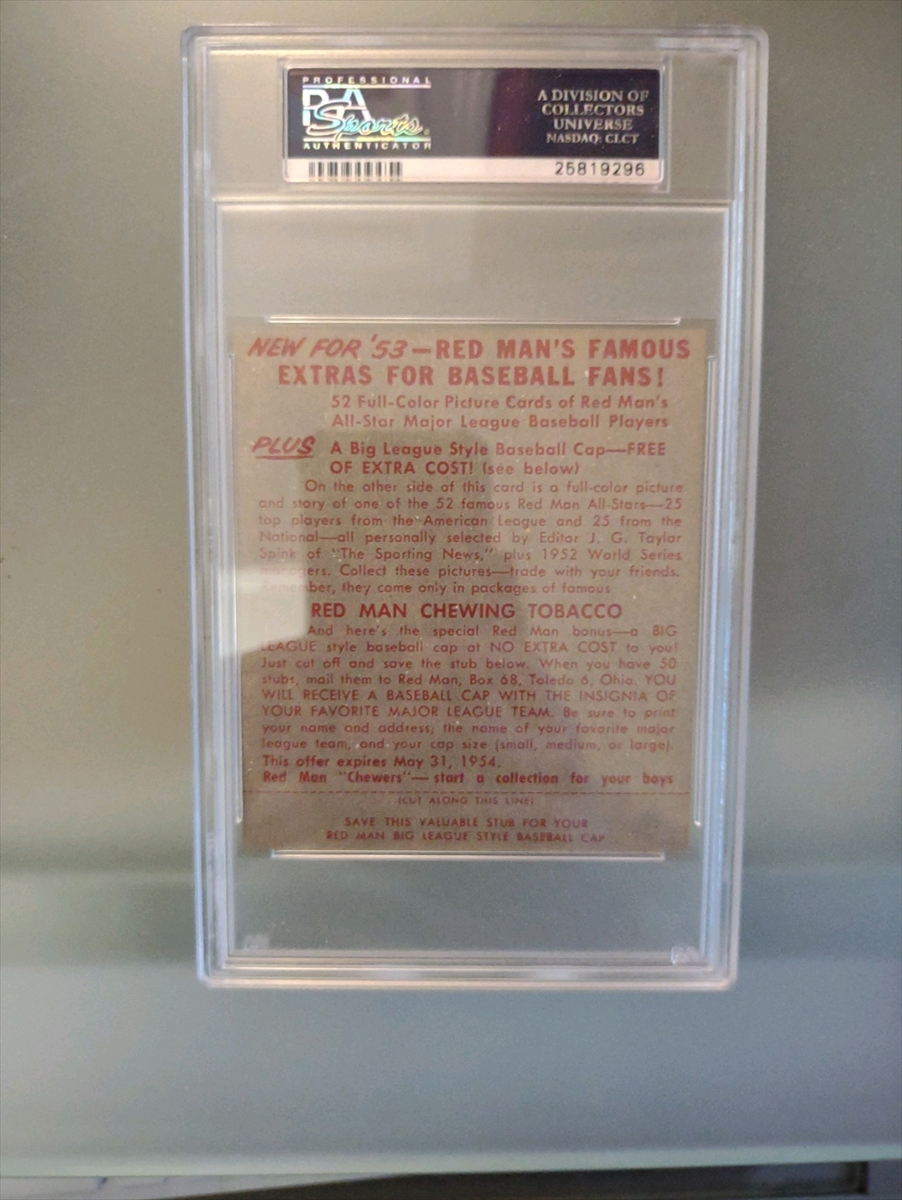 PROFESSIONAL
PSA
Sports
AUTHENTICATOR
A DIVISION OF
COLLECTORS
UNIVERSE
NASDAQ: CLCT
25819296
NEW FOR '53—RED MAN'S FAMOUS
EXTRAS FOR BASEBALL FANS!
52 Full-Color Picture Cards of Red Man's
All-Star Major League Baseball Players
PLUS A Big League Style Baseball Cap—FREE
OF EXTRA COST! (see below)
On the other side of this card is a full-color picture
and story of one of the 52 famous Red Man All-Stars—25
top players from the American League and 25 from the
National—all personally selected by Editor J. G. Taylor
Spink of "The Sporting News," plus 1952 World Series
managers. Collect these pictures—trade with your friends.
Remember, they come only in packages of famous
RED MAN CHEWING TOBACCO
And here's the special Red Man bonus—a BIG
LEAGUE style baseball cap at NO EXTRA COST to you!
Just cut off and save the stub below. When you have 50
stubs, mail them to Red Man, Box 68, Toledo 6, Ohio. YOU
WILL RECEIVE A BASEBALL CAP WITH THE INSIGNIA OF
YOUR FAVORITE MAJOR LEAGUE TEAM. Be sure to print
your name and address, the name of your favorite major
league team, and your cap size (small, medium, or large).
This offer expires May 31, 1954.
Red Man "Chewers"—start a collection for your boys
(CUT ALONG THIS LINE)
SAVE THIS VALUABLE STUB FOR YOUR
RED MAN BIG LEAGUE STYLE BASEBALL CAP